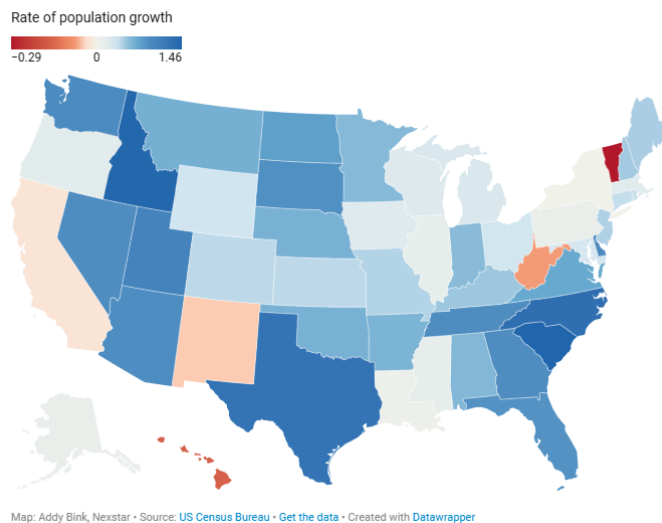 Rate of population growth
−0.29 0 1.46
Map: Addy Bink, Nexstar • Source: US Census Bureau • Get the data • Created with Datawrapper